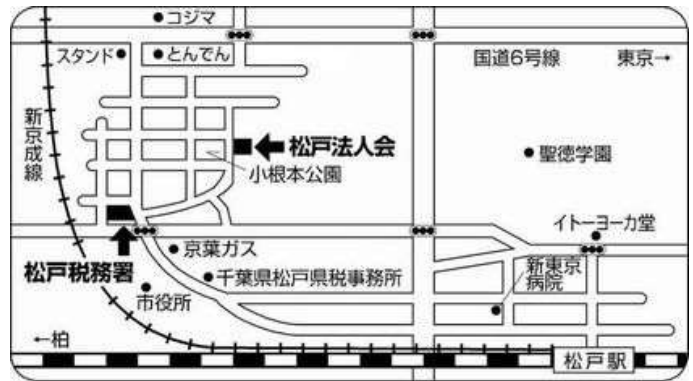 コジマ
スタンド
とんでん
国道6号線
東京→
新京成線
松戸法人会
小根本公園
聖徳学園
イトーヨーカ堂
京葉ガス
松戸税務署
千葉県松戸県税事務所
新東京
病院
市役所
←柏
松戸駅